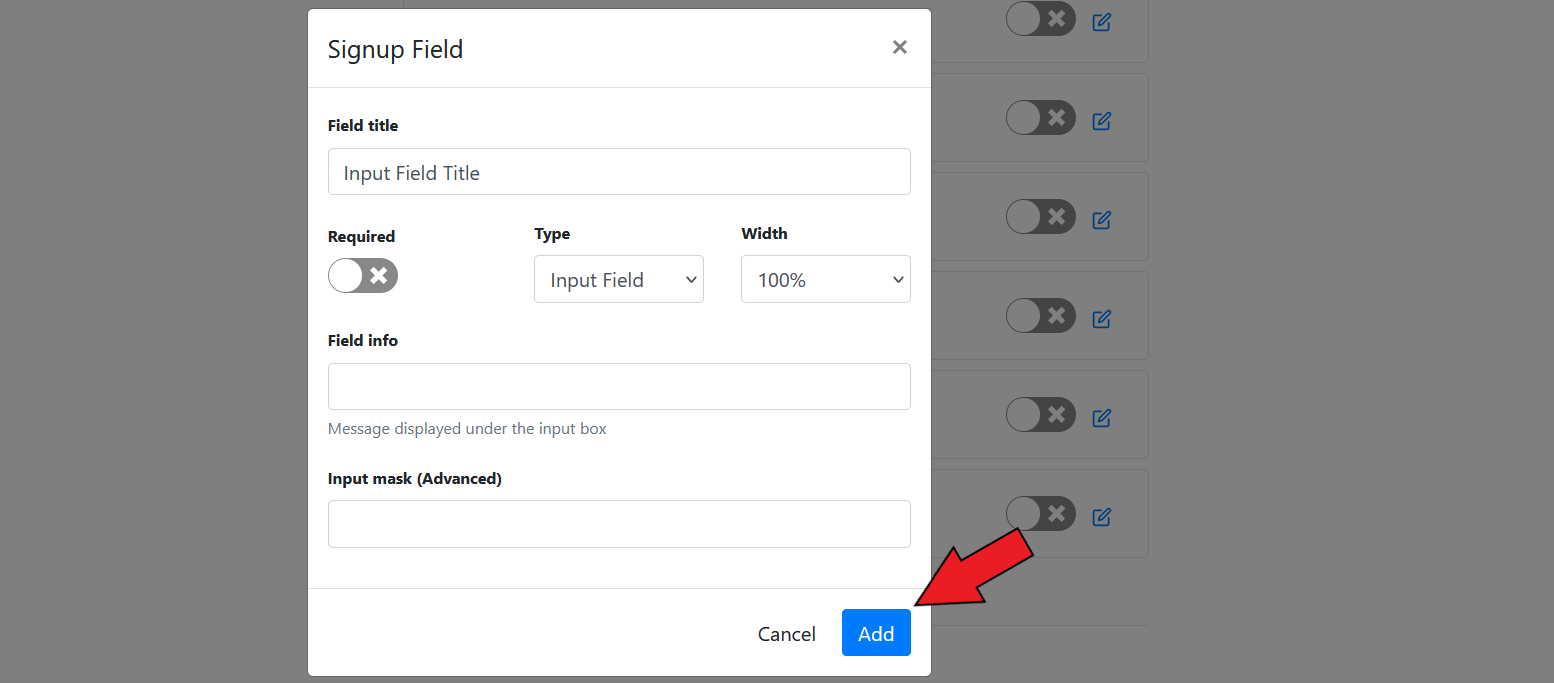 Signup Field
Field title
Input Field Title
Required Type Width
Input Field 100%
Field info
Message displayed under the input box
Input mask (Advanced)
Cancel Add